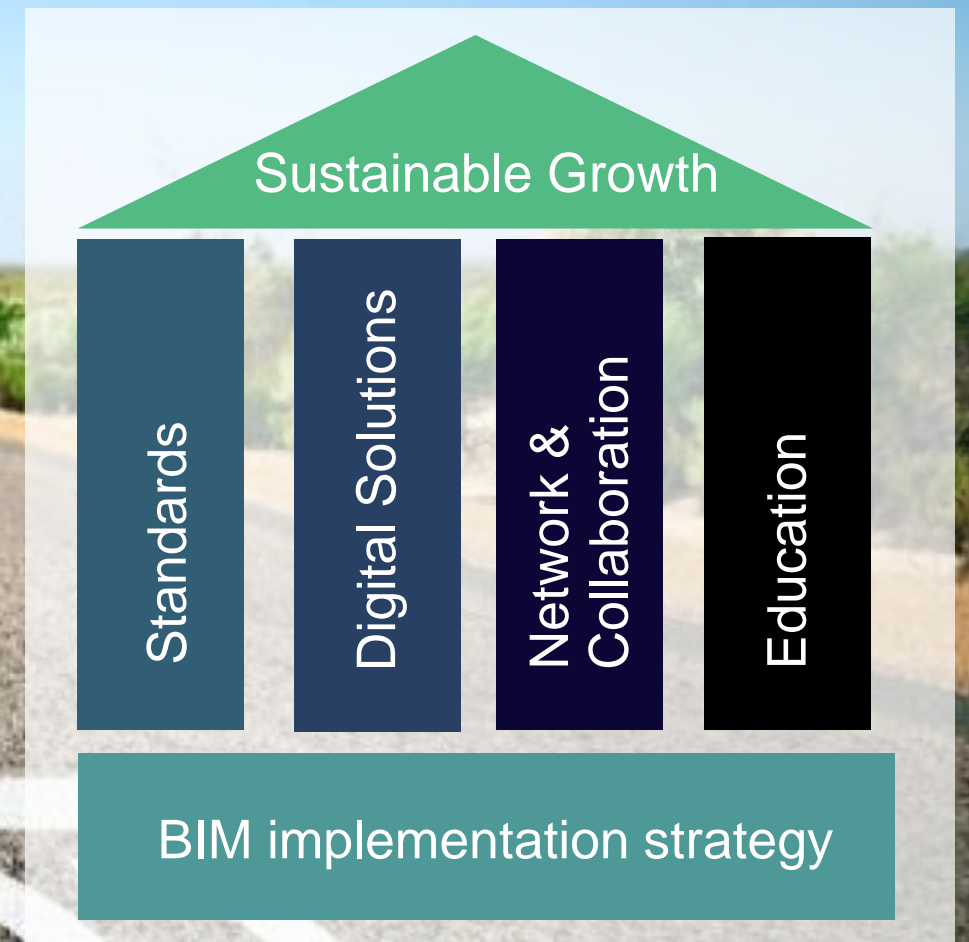 Sustainable Growth
Standards
Digital Solutions
Network &
Collaboration
Education
BIM implementation strategy